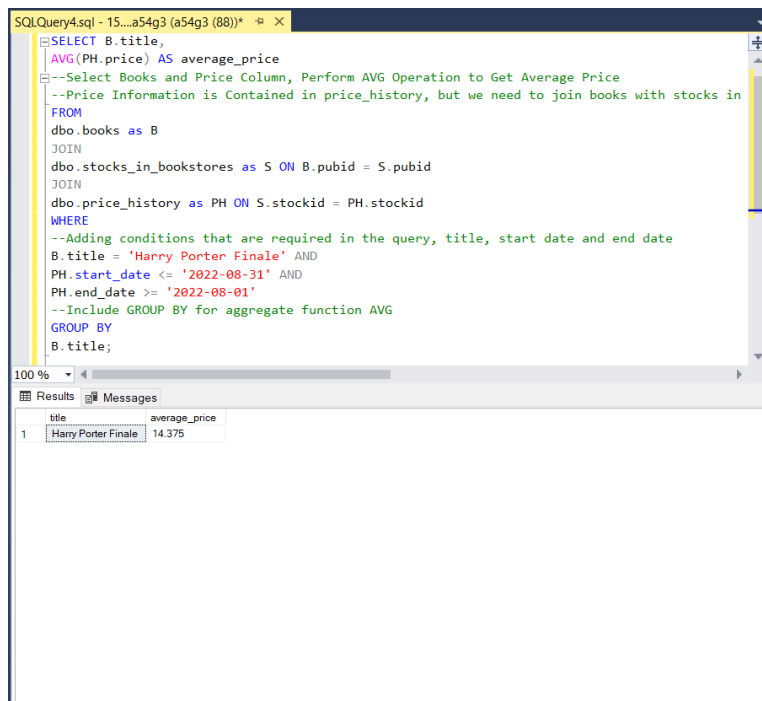 SQLQuery4.sql - 15....a54g3 (a54g3 (88))*
SELECT B.title,
AVG(PH.price) AS average_price
--Select Books and Price Column, Perform AVG Operation to Get Average Price
--Price Information is Contained in price_history, but we need to join books with stocks in
FROM
dbo.books as B
JOIN
dbo.stocks_in_bookstores as S ON B.pubid = S.pubid
JOIN
dbo.price_history as PH ON S.stockid = PH.stockid
WHERE
--Adding conditions that are required in the query, title, start date and end date
B.title = 'Harry Porter Finale' AND
PH.start_date <= '2022-08-31' AND
PH.end_date >= '2022-08-01'
--Include GROUP BY for aggregate function AVG
GROUP BY
B.title;
100 %
Results Messages
title average_price
1 Harry Porter Finale 14.375